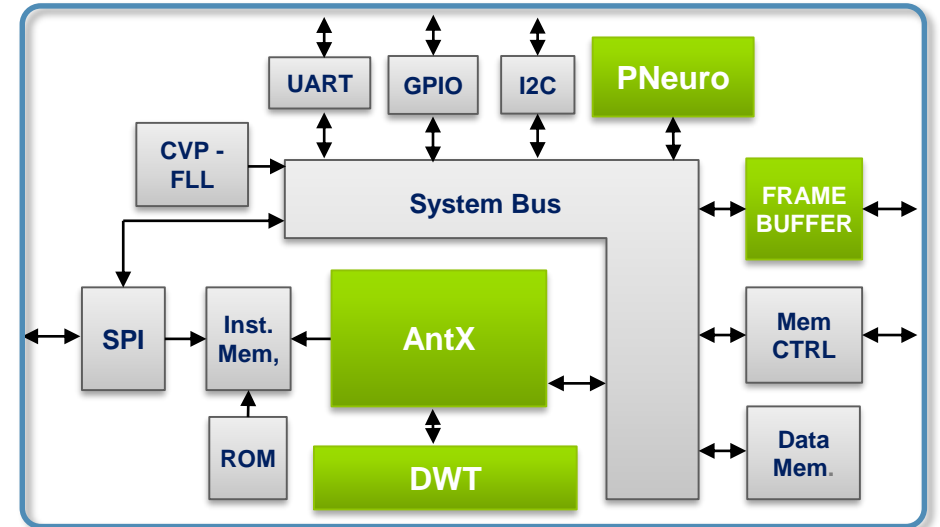 UART
GPIO
I2C
PNeuro
CVP -
FLL
System Bus
FRAME
BUFFER
SPI
Inst.
Mem,
AntX
Mem
CTRL
ROM
DWT
Data
Mem.